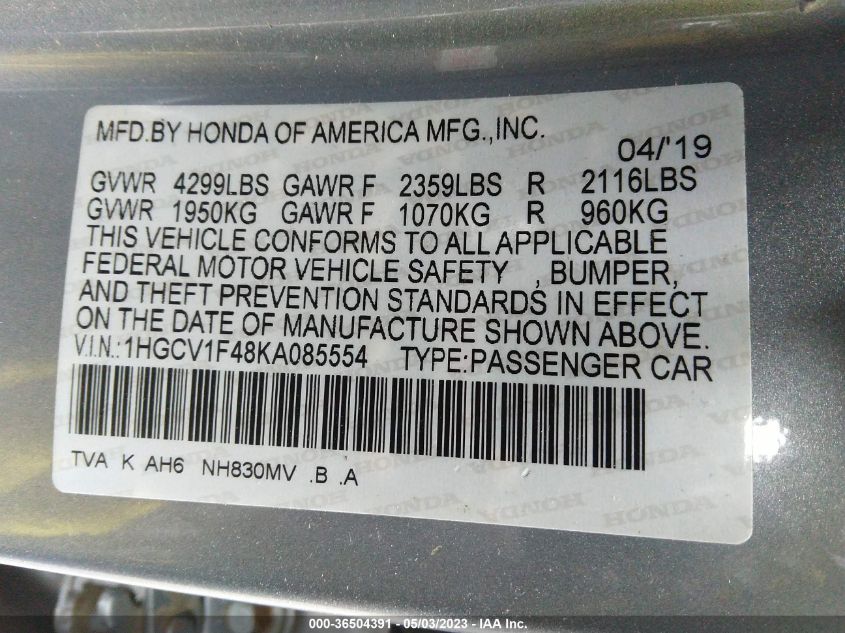 MFD.BY HONDA OF AMERICA MFG.,INC.
04/'19
GVWR 4299LBS GAWR F 2359LBS R 2116LBS
GVWR 1950KG GAWR F 1070KG R 960KG
THIS VEHICLE CONFORMS TO ALL APPLICABLE
FEDERAL MOTOR VEHICLE SAFETY , BUMPER,
AND THEFT PREVENTION STANDARDS IN EFFECT
ON THE DATE OF MANUFACTURE SHOWN ABOVE.
V.I.N.:1HGCV1F48KA085554 TYPE:PASSENGER CAR
TVA K AH6 NH830MV .B .A
000-36504391 - 05/03/2023 - © IAA Inc.